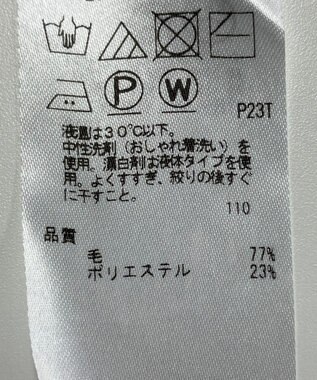 P W
P23T
液温は30℃以下。
中性洗剤(おしゃれ着洗い)を
使用。漂白剤は液体タイプを使
用。よくすすぎ、絞りの後すぐ
に干すこと。
110
品質
毛 77%
ポリエステル 23%